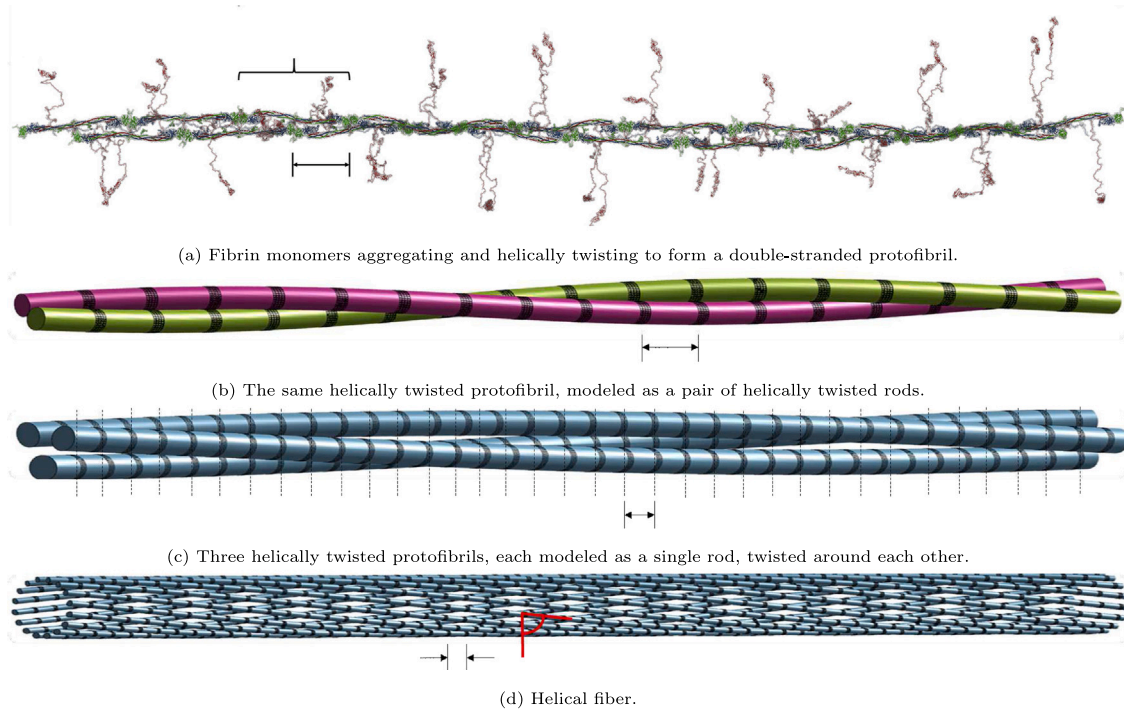 (a) Fibrin monomers aggregating and helically twisting to form a double-stranded protofibril.
(b) The same helically twisted protofibril, modeled as a pair of helically twisted rods.
(c) Three helically twisted protofibrils, each modeled as a single rod, twisted around each other.
(d) Helical fiber.